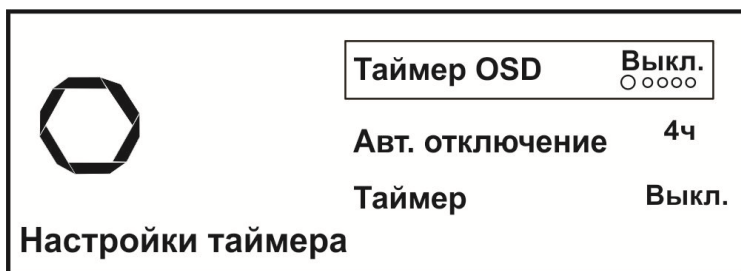 Таймер OSD Выкл.
Авт. отключение 4ч
Таймер Выкл.
Настройки таймера